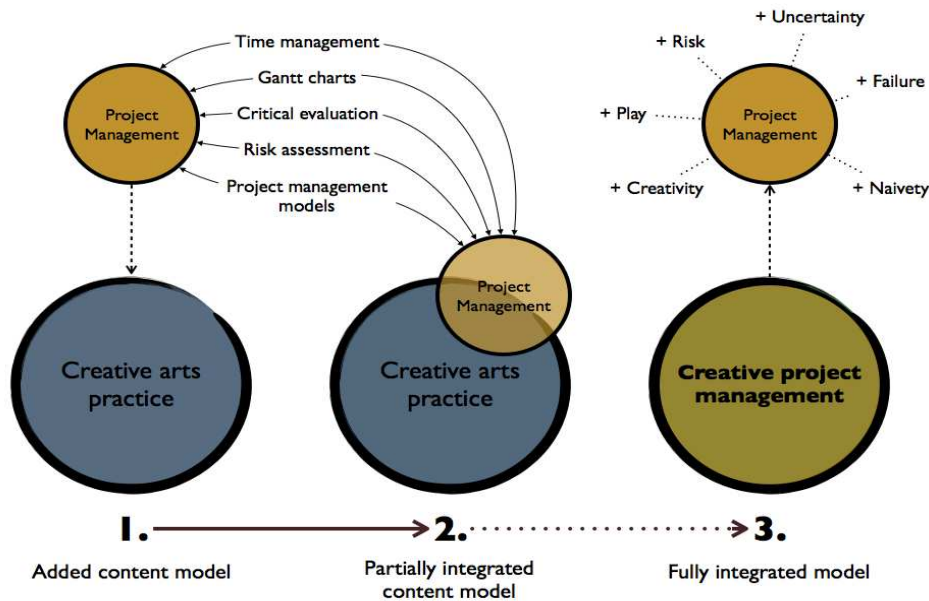 Time management
Gantt charts
Critical evaluation
Risk assessment
Project management
models
Project
Management
Creative arts
practice
Project
Management
Creative arts
practice
+ Uncertainty
+ Risk
+ Failure
+ Play
+ Creativity
+ Naivety
Project
Management
Creative project
management
1.
2.
3.
Added content model
Partially integrated
content model
Fully integrated model